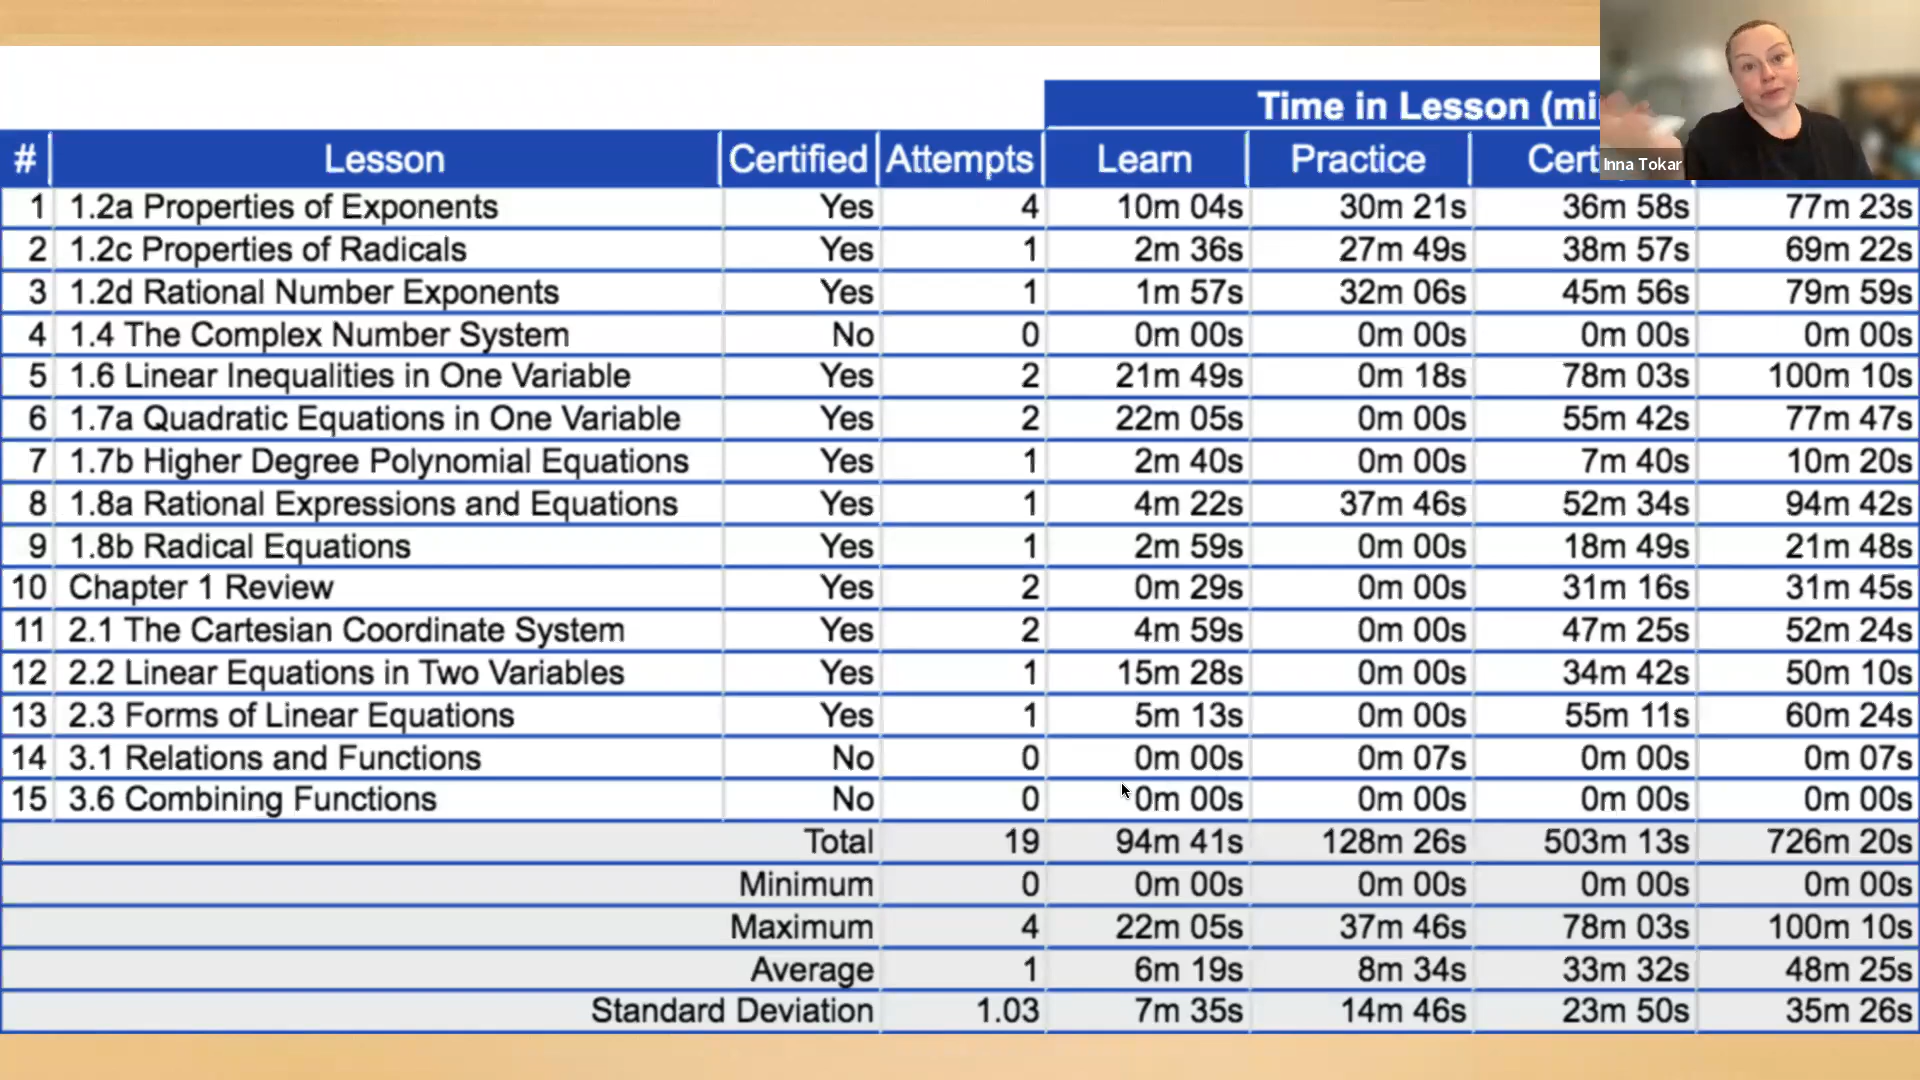 Time in Lesson (mi
# Lesson Certified Attempts Learn Practice Cert
Inna Tokar
1 1.2a Properties of Exponents Yes 4 10m 04s 30m 21s 36m 58s 77m 23s
2 1.2c Properties of Radicals Yes 1 2m 36s 27m 49s 38m 57s 69m 22s
3 1.2d Rational Number Exponents Yes 1 1m 57s 32m 06s 45m 56s 79m 59s
4 1.4 The Complex Number System No 0 0m 00s 0m 00s 0m 00s 0m 00s
5 1.6 Linear Inequalities in One Variable Yes 2 21m 49s 0m 18s 78m 03s 100m 10s
6 1.7a Quadratic Equations in One Variable Yes 2 22m 05s 0m 00s 55m 42s 77m 47s
7 1.7b Higher Degree Polynomial Equations Yes 1 2m 40s 0m 00s 7m 40s 10m 20s
8 1.8a Rational Expressions and Equations Yes 1 4m 22s 37m 46s 52m 34s 94m 42s
9 1.8b Radical Equations Yes 1 2m 59s 0m 00s 18m 49s 21m 48s
10 Chapter 1 Review Yes 2 0m 29s 0m 00s 31m 16s 31m 45s
11 2.1 The Cartesian Coordinate System Yes 2 4m 59s 0m 00s 47m 25s 52m 24s
12 2.2 Linear Equations in Two Variables Yes 1 15m 28s 0m 00s 34m 42s 50m 10s
13 2.3 Forms of Linear Equations Yes 1 5m 13s 0m 00s 55m 11s 60m 24s
14 3.1 Relations and Functions No 0 0m 00s 0m 07s 0m 00s 0m 07s
15 3.6 Combining Functions No 0 0m 00s 0m 00s 0m 00s 0m 00s
Total 19 94m 41s 128m 26s 503m 13s 726m 20s
Minimum 0 0m 00s 0m 00s 0m 00s 0m 00s
Maximum 4 22m 05s 37m 46s 78m 03s 100m 10s
Average 1 6m 19s 8m 34s 33m 32s 48m 25s
Standard Deviation 1.03 7m 35s 14m 46s 23m 50s 35m 26s